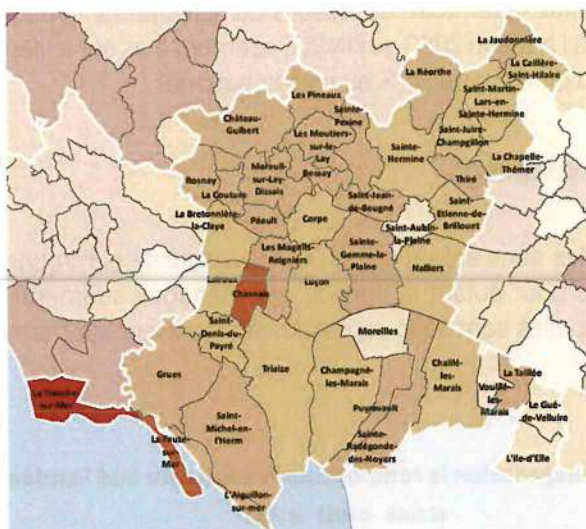 La Jaudonnière
La Réorthe
La Caillère-
Saint-Hilaire
Les Pineaux
Saint-Martin-
Lars-en-
Sainte-Hermine
Château-
Guibert
Sainte-
Pexine
Les Moutiers-
sur-le-
Lay
Saint-Juire-
Champgillon
Sainte-
Hermine
La Chapelle-
Thémer
Bessay
Mareuil-
sur-Lay-
Dissais
Rosnay
La Couture
Thiré
Saint-Jean-
de-Beugné
Saint-
Etienne-de-
Brillouet
La Bretonnière-
la-Claye
Péault
Corpe
Saint-Aubin-
la-Plaine
Les Magnils-
Reigniers
Sainte-
Gemme-la-
Plaine
Nalliers
Lairoux
Chasnais
Luçon
Saint-
Denis-du-
Payré
Moreilles
Triaize
Champagné-
les-Marais
Chaillé-
les-
Marais
La Taillée
Grues
Vouillé-
les-
Marais
La Tranche-
sur-Mer
Puyravault
Le Gué-
de-Velluire
Saint-
Michel-en-
l'Herm
Sainte-
Radégonde-
des-Noyers
La Faute-
sur-
Mer
L'Ile-d'Elle
L'Aiguillon-
sur-mer